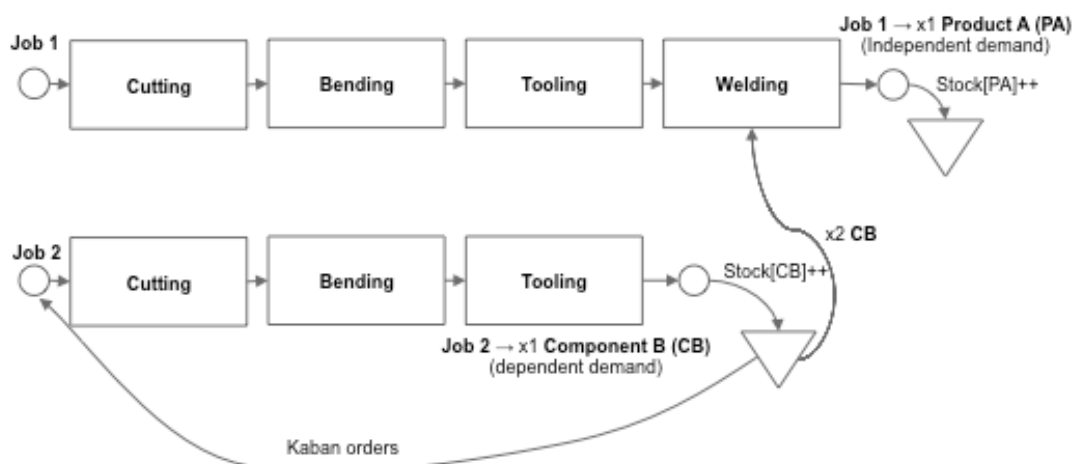 Job 1 → x1 Product A (PA)
(Independent demand)
Job 1
Cutting
Bending
Tooling
Welding
Stock[PA]++
x2 CB
Job 2
Cutting
Bending
Tooling
Stock[CB]++
Job 2 → x1 Component B (CB)
(dependent demand)
Kaban orders